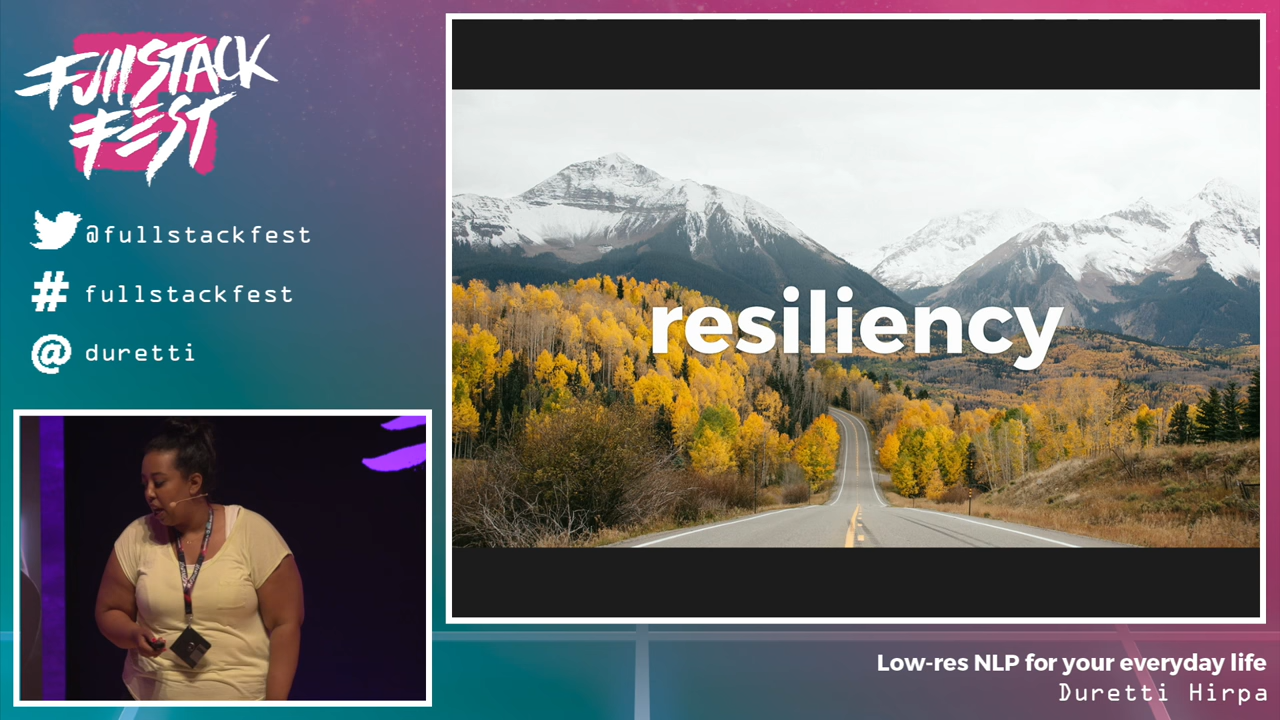 FullSTACK
FEST
@fullstackfest
# fullstackfest
@ duretti
resiliency
Low-res NLP for your everyday life
Duretti Hirpa